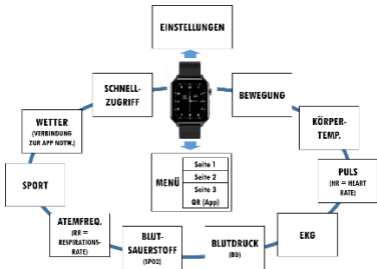 EINSTELLUNGEN
SCHNELL-
ZUGRIFF
BEWEGUNG
WETTER
(VERBINDUNG
ZUR APP NOTW.)
KÖRPER-
TEMP.
MENÜ
Seite 1
Seite 2
Seite 3
QR (App)
SPORT
PULS
(HR = HEART
RATE)
ATEMFREQ.
(RR =
RESPIRATIONS-
RATE)
BLUT-
SAUERSTOFF
(SPO2)
BLUTDRUCK
(BD)
EKG